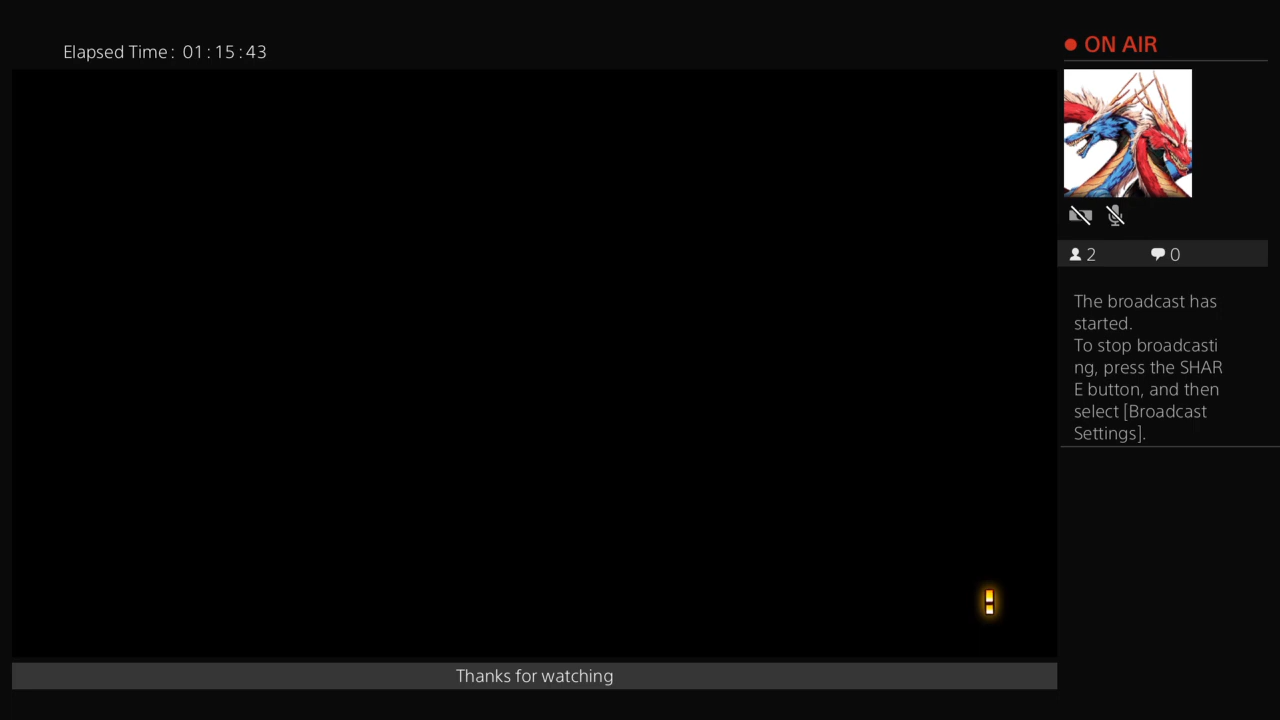 Elapsed Time: 01:15:43
ON AIR
2 0
The broadcast has
started.
To stop broadcasti
ng, press the SHAR
E button, and then
select [Broadcast
Settings].
Thanks for watching